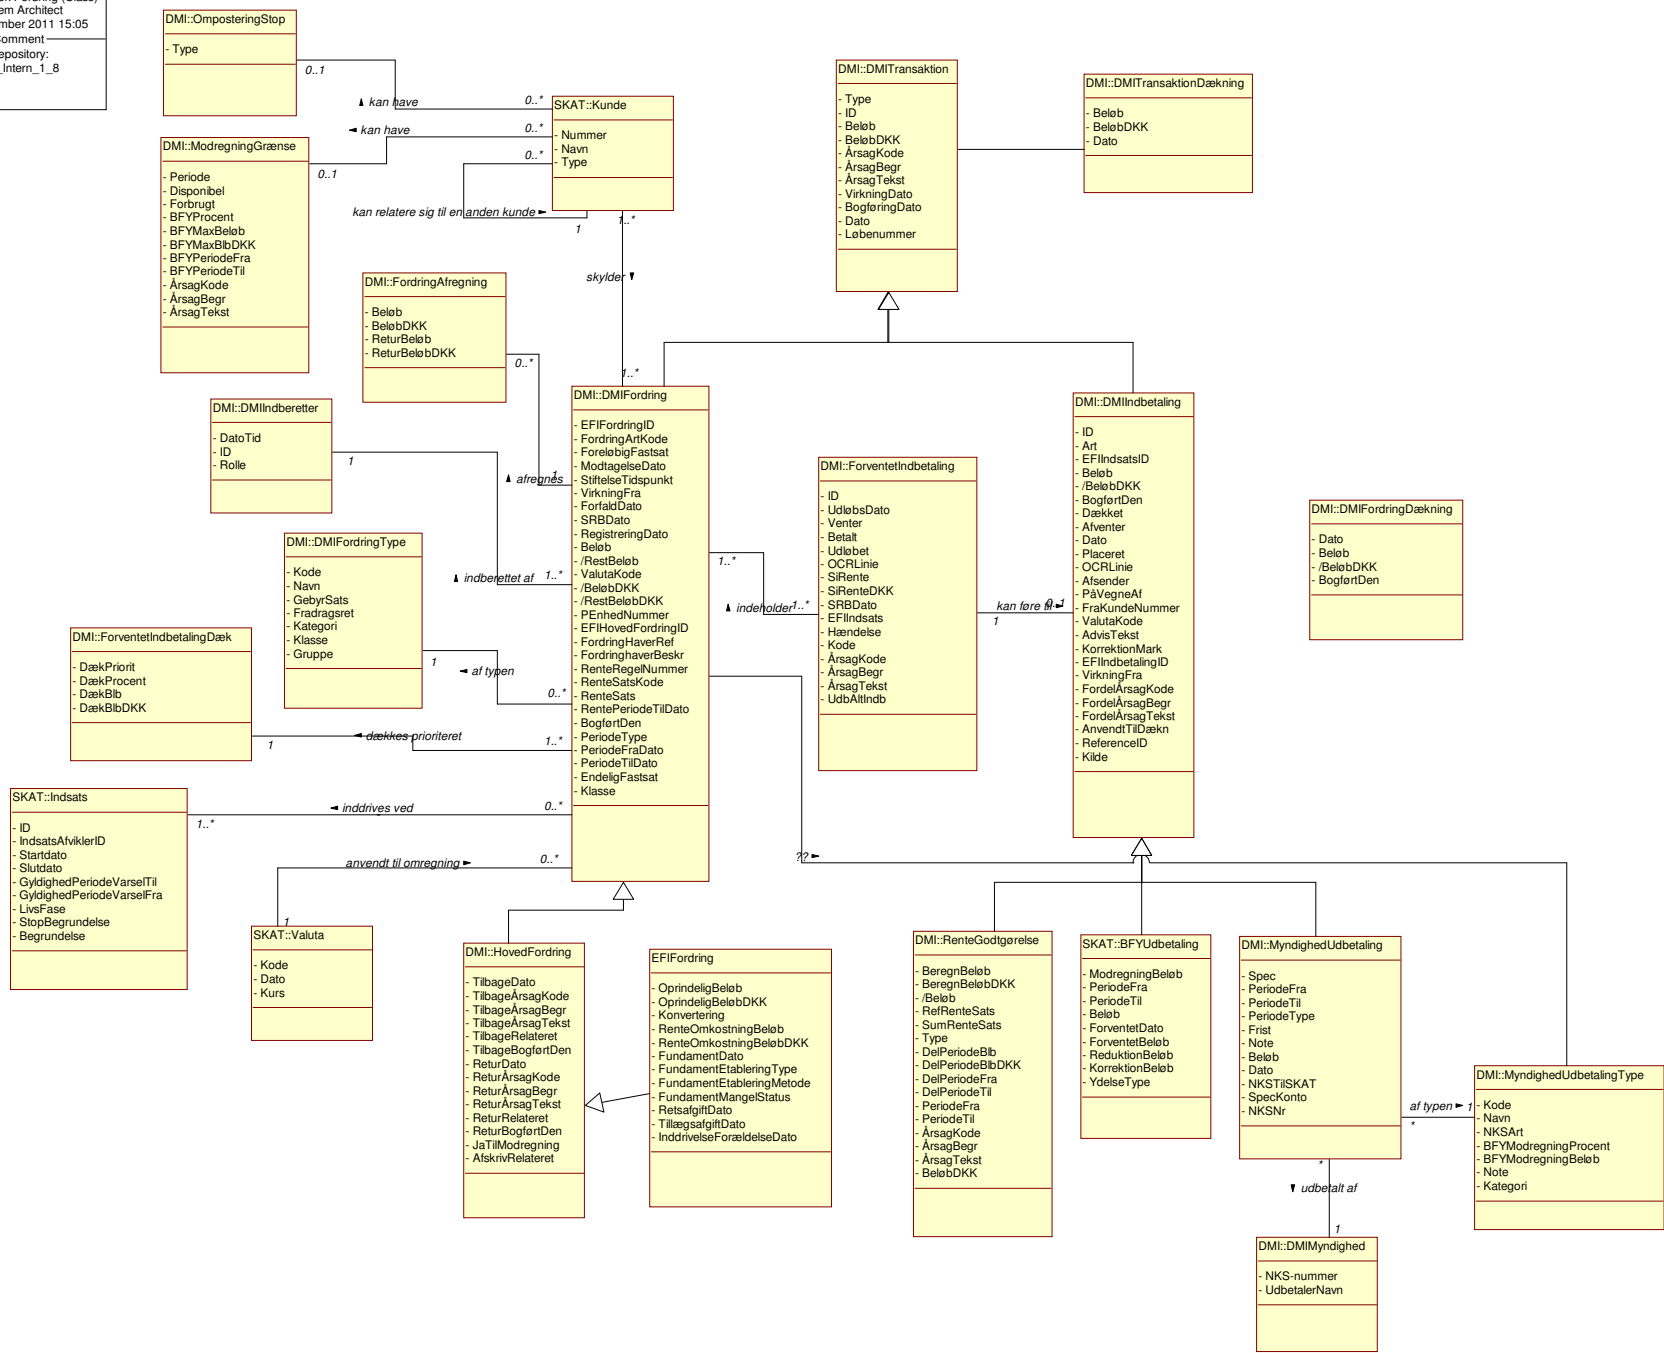 em Architect
mber 2011 15:05
omment
epository:
_Intern_1_8
DMI::OmposteringStop
- Type
0..1
kan have
0..*
kan have
0..*
0..1
0..*
kan relatere sig til en anden kunde
1
SKAT::Kunde
- Nummer
- Navn
- Type
1..*
skylder
1..*
DMI::ModregningGrænse
- Periode
- Disponibel
- Forbrugt
- BFYProcent
- BFYMaxBeløb
- BFYMaxBlbDKK
- BFYPeriodeFra
- BFYPeriodeTil
- ÅrsagKode
- ÅrsagBegr
- ÅrsagTekst
DMI::DMITransaktion
- Type
- ID
- Beløb
- BeløbDKK
- ÅrsagKode
- ÅrsagBegr
- ÅrsagTekst
- VirkningDato
- BogføringDato
- Dato
- Løbenummer
DMI::DMITransaktionDækning
- Beløb
- BeløbDKK
- Dato
DMI::FordringAfregning
- Beløb
- BeløbDKK
- ReturBeløb
- ReturBeløbDKK
0..*
afregnes
1
DMI::DMIIndberetter
- DatoTid
- ID
- Rolle
1
indberettet af
1..*
DMI::DMIFordringType
- Kode
- Navn
- GebyrSats
- Fradragsret
- Kategori
- Klasse
- Gruppe
1
af typen
0..*
DMI::ForventetIndbetalingDæk
- DækPriorit
- DækProcent
- DækBlb
- DækBlbDKK
1
dækkes prioriteret
1..*
SKAT::Indsats
- ID
- IndsatsAfviklerID
- Startdato
- Slutdato
- GyldighedPeriodeVarselTil
- GyldighedPeriodeVarselFra
- LivsFase
- StopBegrundelse
- Begrundelse
1..*
inddrives ved
0..*
anvendt til omregning
0..*
1
SKAT::Valuta
- Kode
- Dato
- Kurs
DMI::DMIFordring
- EFIFordringID
- FordringArtKode
- ForeløbigFastsat
- ModtagelseDato
- StiftelseTidspunkt
- VirkningFra
- ForfaldDato
- SRBDato
- RegistreringDato
- Beløb
- /RestBeløb
- ValutaKode
- /BeløbDKK
- /RestBeløbDKK
- PEnhedNummer
- EFIHovedFordringID
- FordringHaverRef
- FordringhaverBeskr
- RenteRegelNummer
- RenteSatsKode
- RenteSats
- RentePeriodeTilDato
- BogførtDen
- PeriodeType
- PeriodeFraDato
- PeriodeTilDato
- EndeligFastsat
- Klasse
1..*
indeholder
1..*
DMI::ForventetIndbetaling
- ID
- UdløbsDato
- Venter
- Betalt
- Udløbet
- OCRLinie
- SiRente
- SiRenteDKK
- SRBDato
- EFIIndsats
- Hændelse
- Kode
- ÅrsagKode
- ÅrsagBegr
- ÅrsagTekst
- UdbAltIndb
kan føre til
0..1
1
DMI::DMIIndbetaling
- ID
- Art
- EFIIndsatsID
- Beløb
- /BeløbDKK
- BogførtDen
- Dækket
- Afventer
- Dato
- Placeret
- OCRLinie
- Afsender
- PåVegneAf
- FraKundeNummer
- ValutaKode
- AdvisTekst
- KorrektionMark
- EFIIndbetalingID
- VirkningFra
- FordelÅrsagKode
- FordelÅrsagBegr
- FordelÅrsagTekst
- AnvendtTilDækn
- ReferenceID
- Kilde
DMI::DMIFordringDækning
- Dato
- Beløb
- /BeløbDKK
- BogførtDen
??
DMI::HovedFordring
- TilbageDato
- TilbageÅrsagKode
- TilbageÅrsagBegr
- TilbageÅrsagTekst
- TilbageRelateret
- TilbageBogførtDen
- ReturDato
- ReturÅrsagKode
- ReturÅrsagBegr
- ReturÅrsagTekst
- ReturRelateret
- ReturBogførtDen
- JaTilModregning
- AfskrivRelateret
EFIFordring
- OprindeligBeløb
- OprindeligBeløbDKK
- Konvertering
- RenteOmkostningBeløb
- RenteOmkostningBeløbDKK
- FundamentDato
- FundamentEtableringType
- FundamentEtableringMetode
- FundamentMangelStatus
- RetsafgiftDato
- TillægsafgiftDato
- InddrivelseForældelseDato
DMI::RenteGodtgørelse
- BeregnBeløb
- BeregnBeløbDKK
- /Beløb
- RefRenteSats
- SumRenteSats
- Type
- DelPeriodeBlb
- DelPeriodeBlbDKK
- DelPeriodeFra
- DelPeriodeTil
- PeriodeFra
- PeriodeTil
- ÅrsagKode
- ÅrsagBegr
- ÅrsagTekst
- BeløbDKK
SKAT::BFYUdbetaling
- ModregningBeløb
- PeriodeFra
- PeriodeTil
- Beløb
- ForventetDato
- ForventetBeløb
- ReduktionBeløb
- KorrektionBeløb
- YdelseType
DMI::MyndighedUdbetaling
- Spec
- PeriodeFra
- PeriodeTil
- PeriodeType
- Frist
- Note
- Beløb
- Dato
- NKSTilSKAT
- SpecKonto
- NKSNr
af typen
1
*
DMI::MyndighedUdbetalingType
- Kode
- Navn
- NKSArt
- BFYModregningProcent
- BFYModregningBeløb
- Note
- Kategori
*
udbetalt af
1
DMI::DMIMyndighed
- NKS-nummer
- UdbetalerNavn